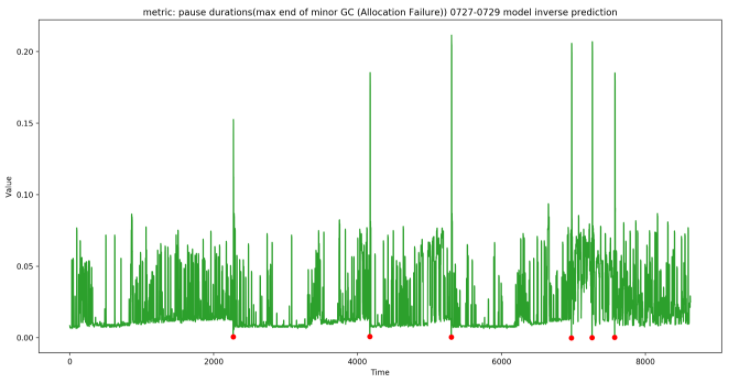 metric: pause durations(max end of minor GC (Allocation Failure)) 0727-0729 model inverse prediction
0.20
0.15
0.10
0.05
0.00
Value
0 2000 4000 6000 8000
Time